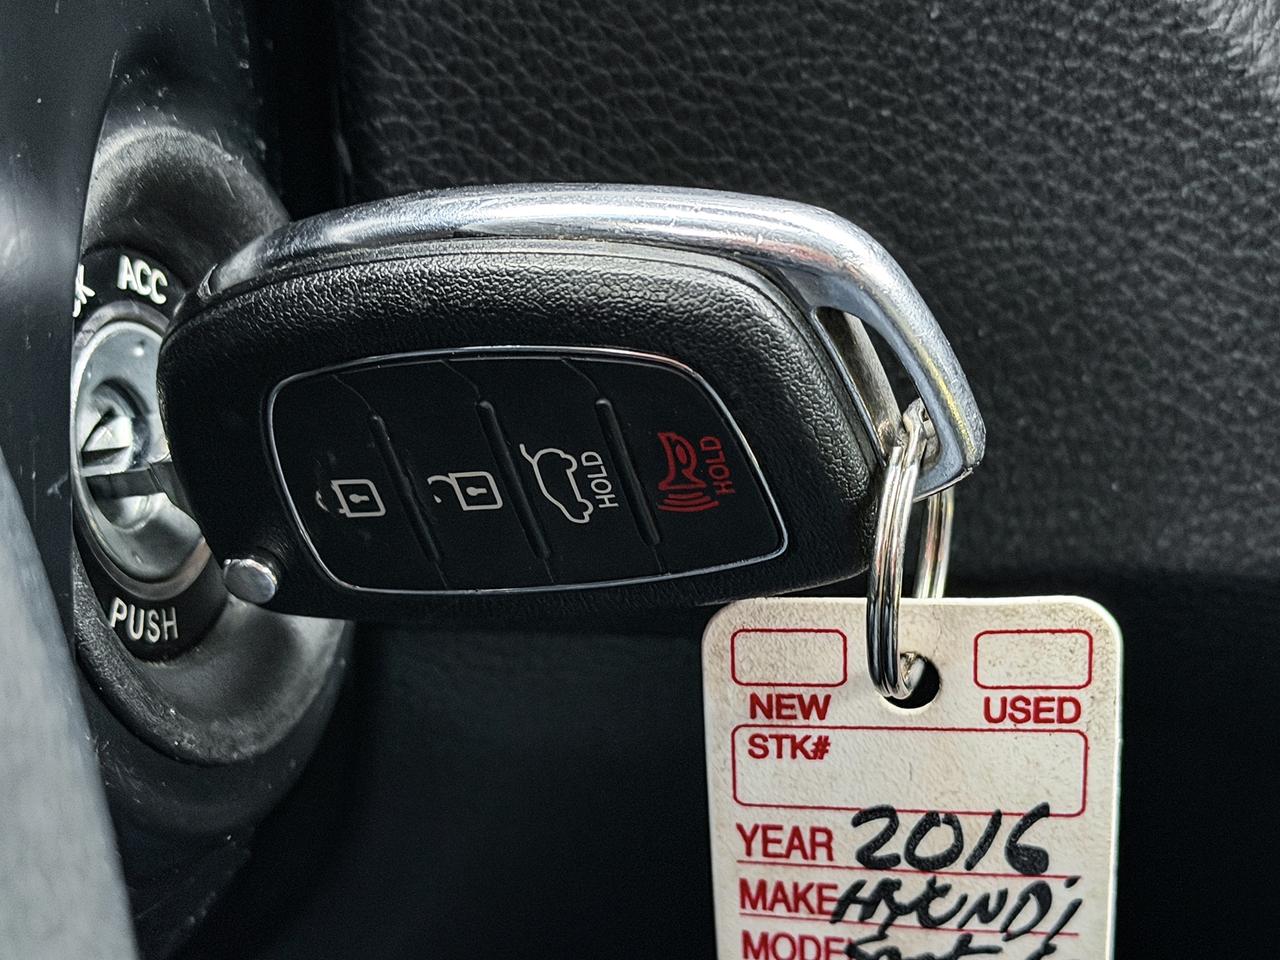 ACC
PUSH
HOLD
HOLD
NEW USED
STK#
YEAR 2016
MAKE HYUNDi